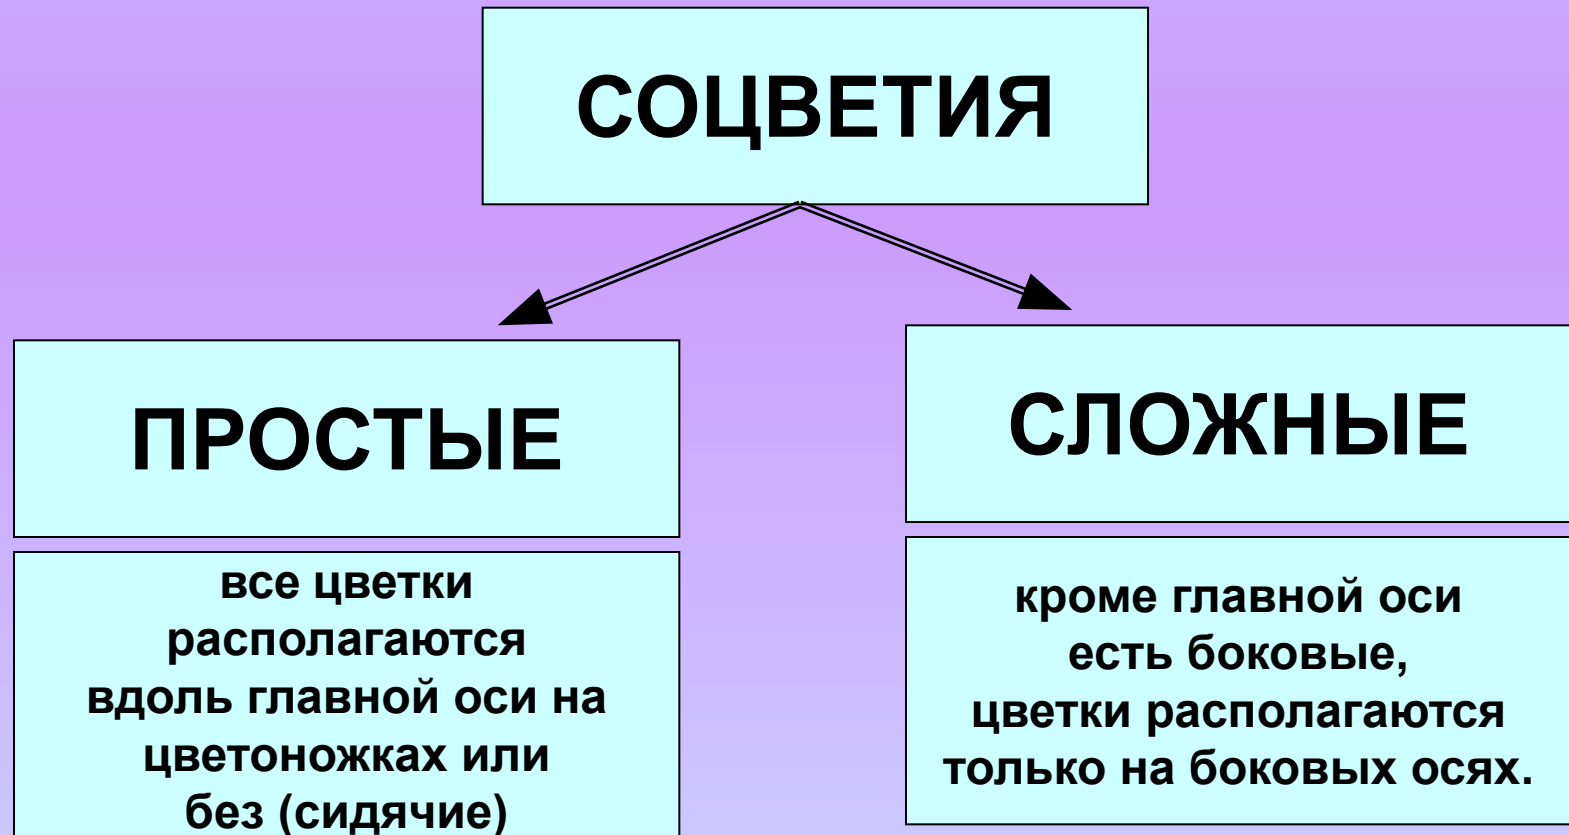 СОЦВЕТИЯ
ПРОСТЫЕ
все цветки
располагаются
вдоль главной оси на
цветоножках или
без (сидячие)
СЛОЖНЫЕ
кроме главной оси
есть боковые,
цветки располагаются
только на боковых осях.